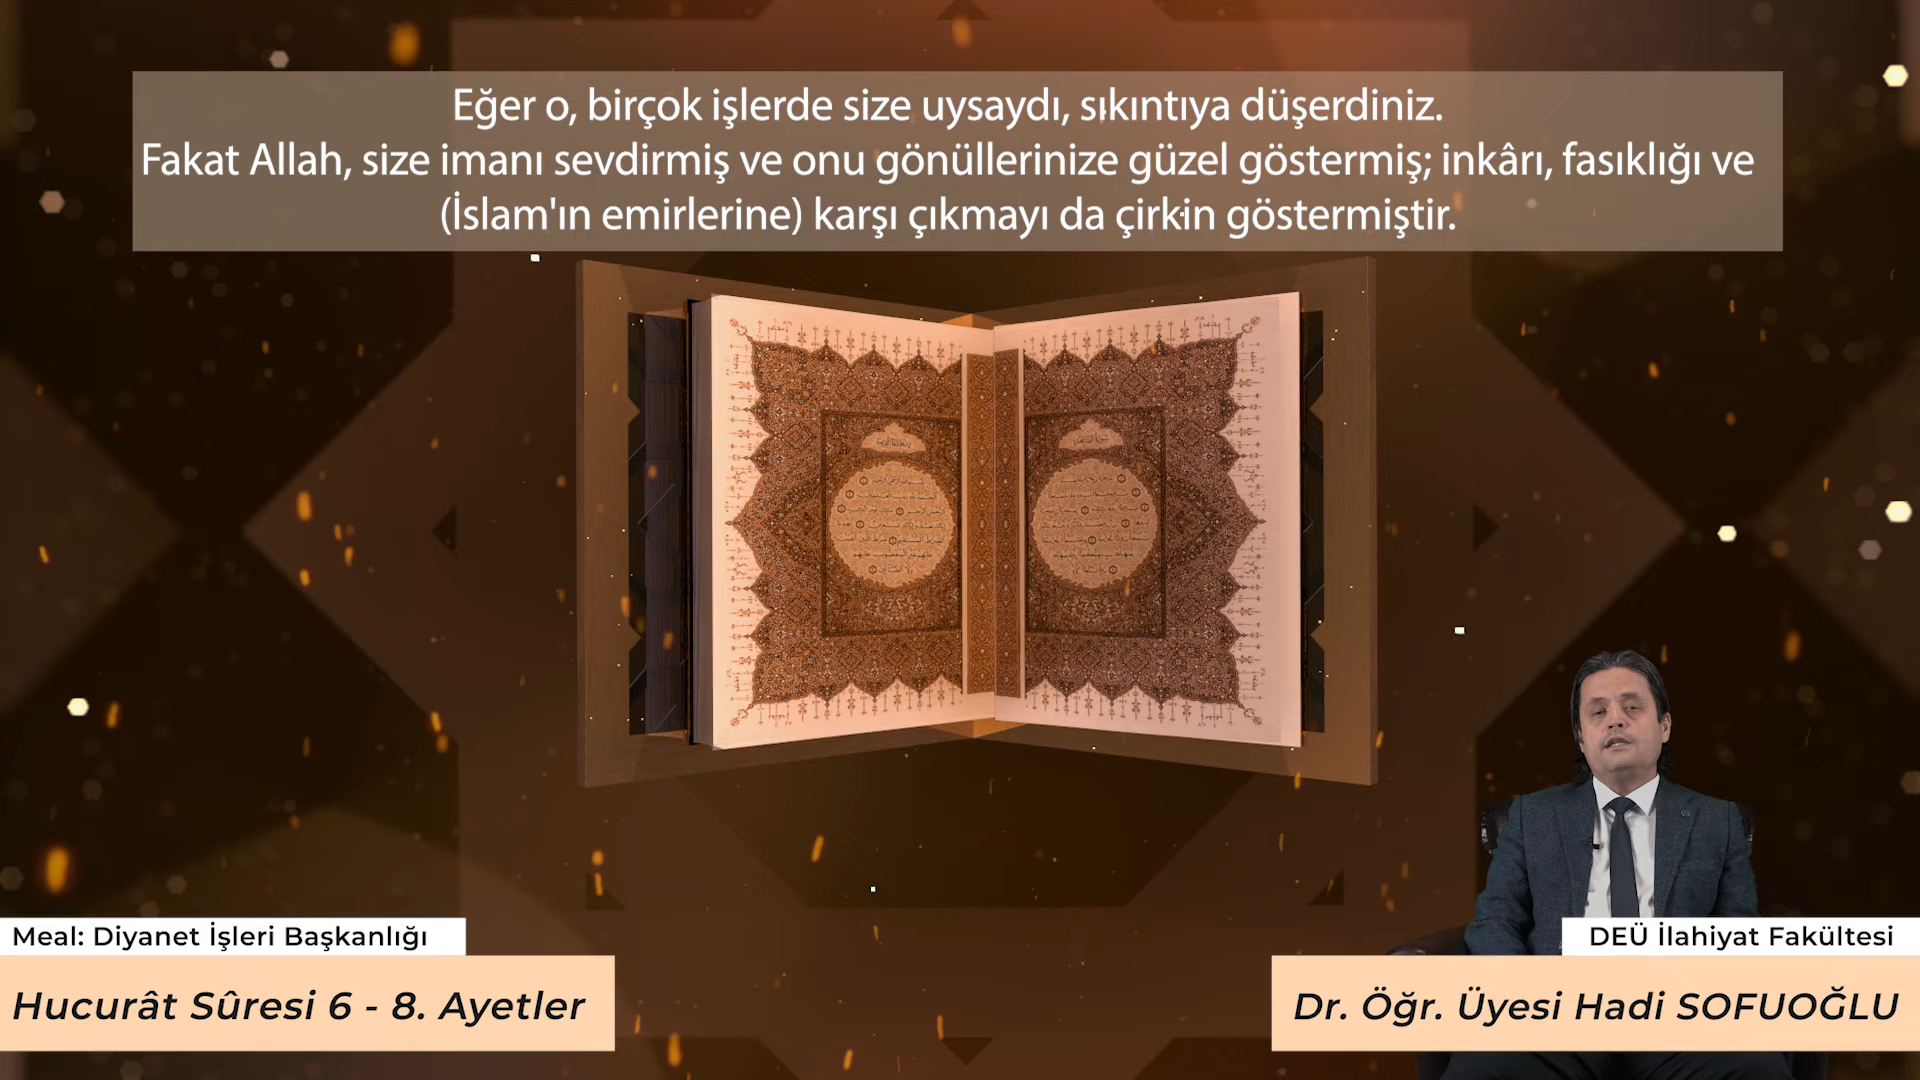 Eğer o, birçok işlerde size uysaydı, sıkıntıya düşerdiniz.
Fakat Allah, size imanı sevdirmiş ve onu gönüllerinize güzel göstermiş; inkârı, fasıklığı ve
(İslam'ın emirlerine) karşı çıkmayı da çirkin göstermiştir.
Meal: Diyanet İşleri Başkanlığı
Hucurât Sûresi 6 - 8. Ayetler
DEÜ İlahiyat Fakültesi
Dr. Öğr. Üyesi Hadi SOFUOĞLU